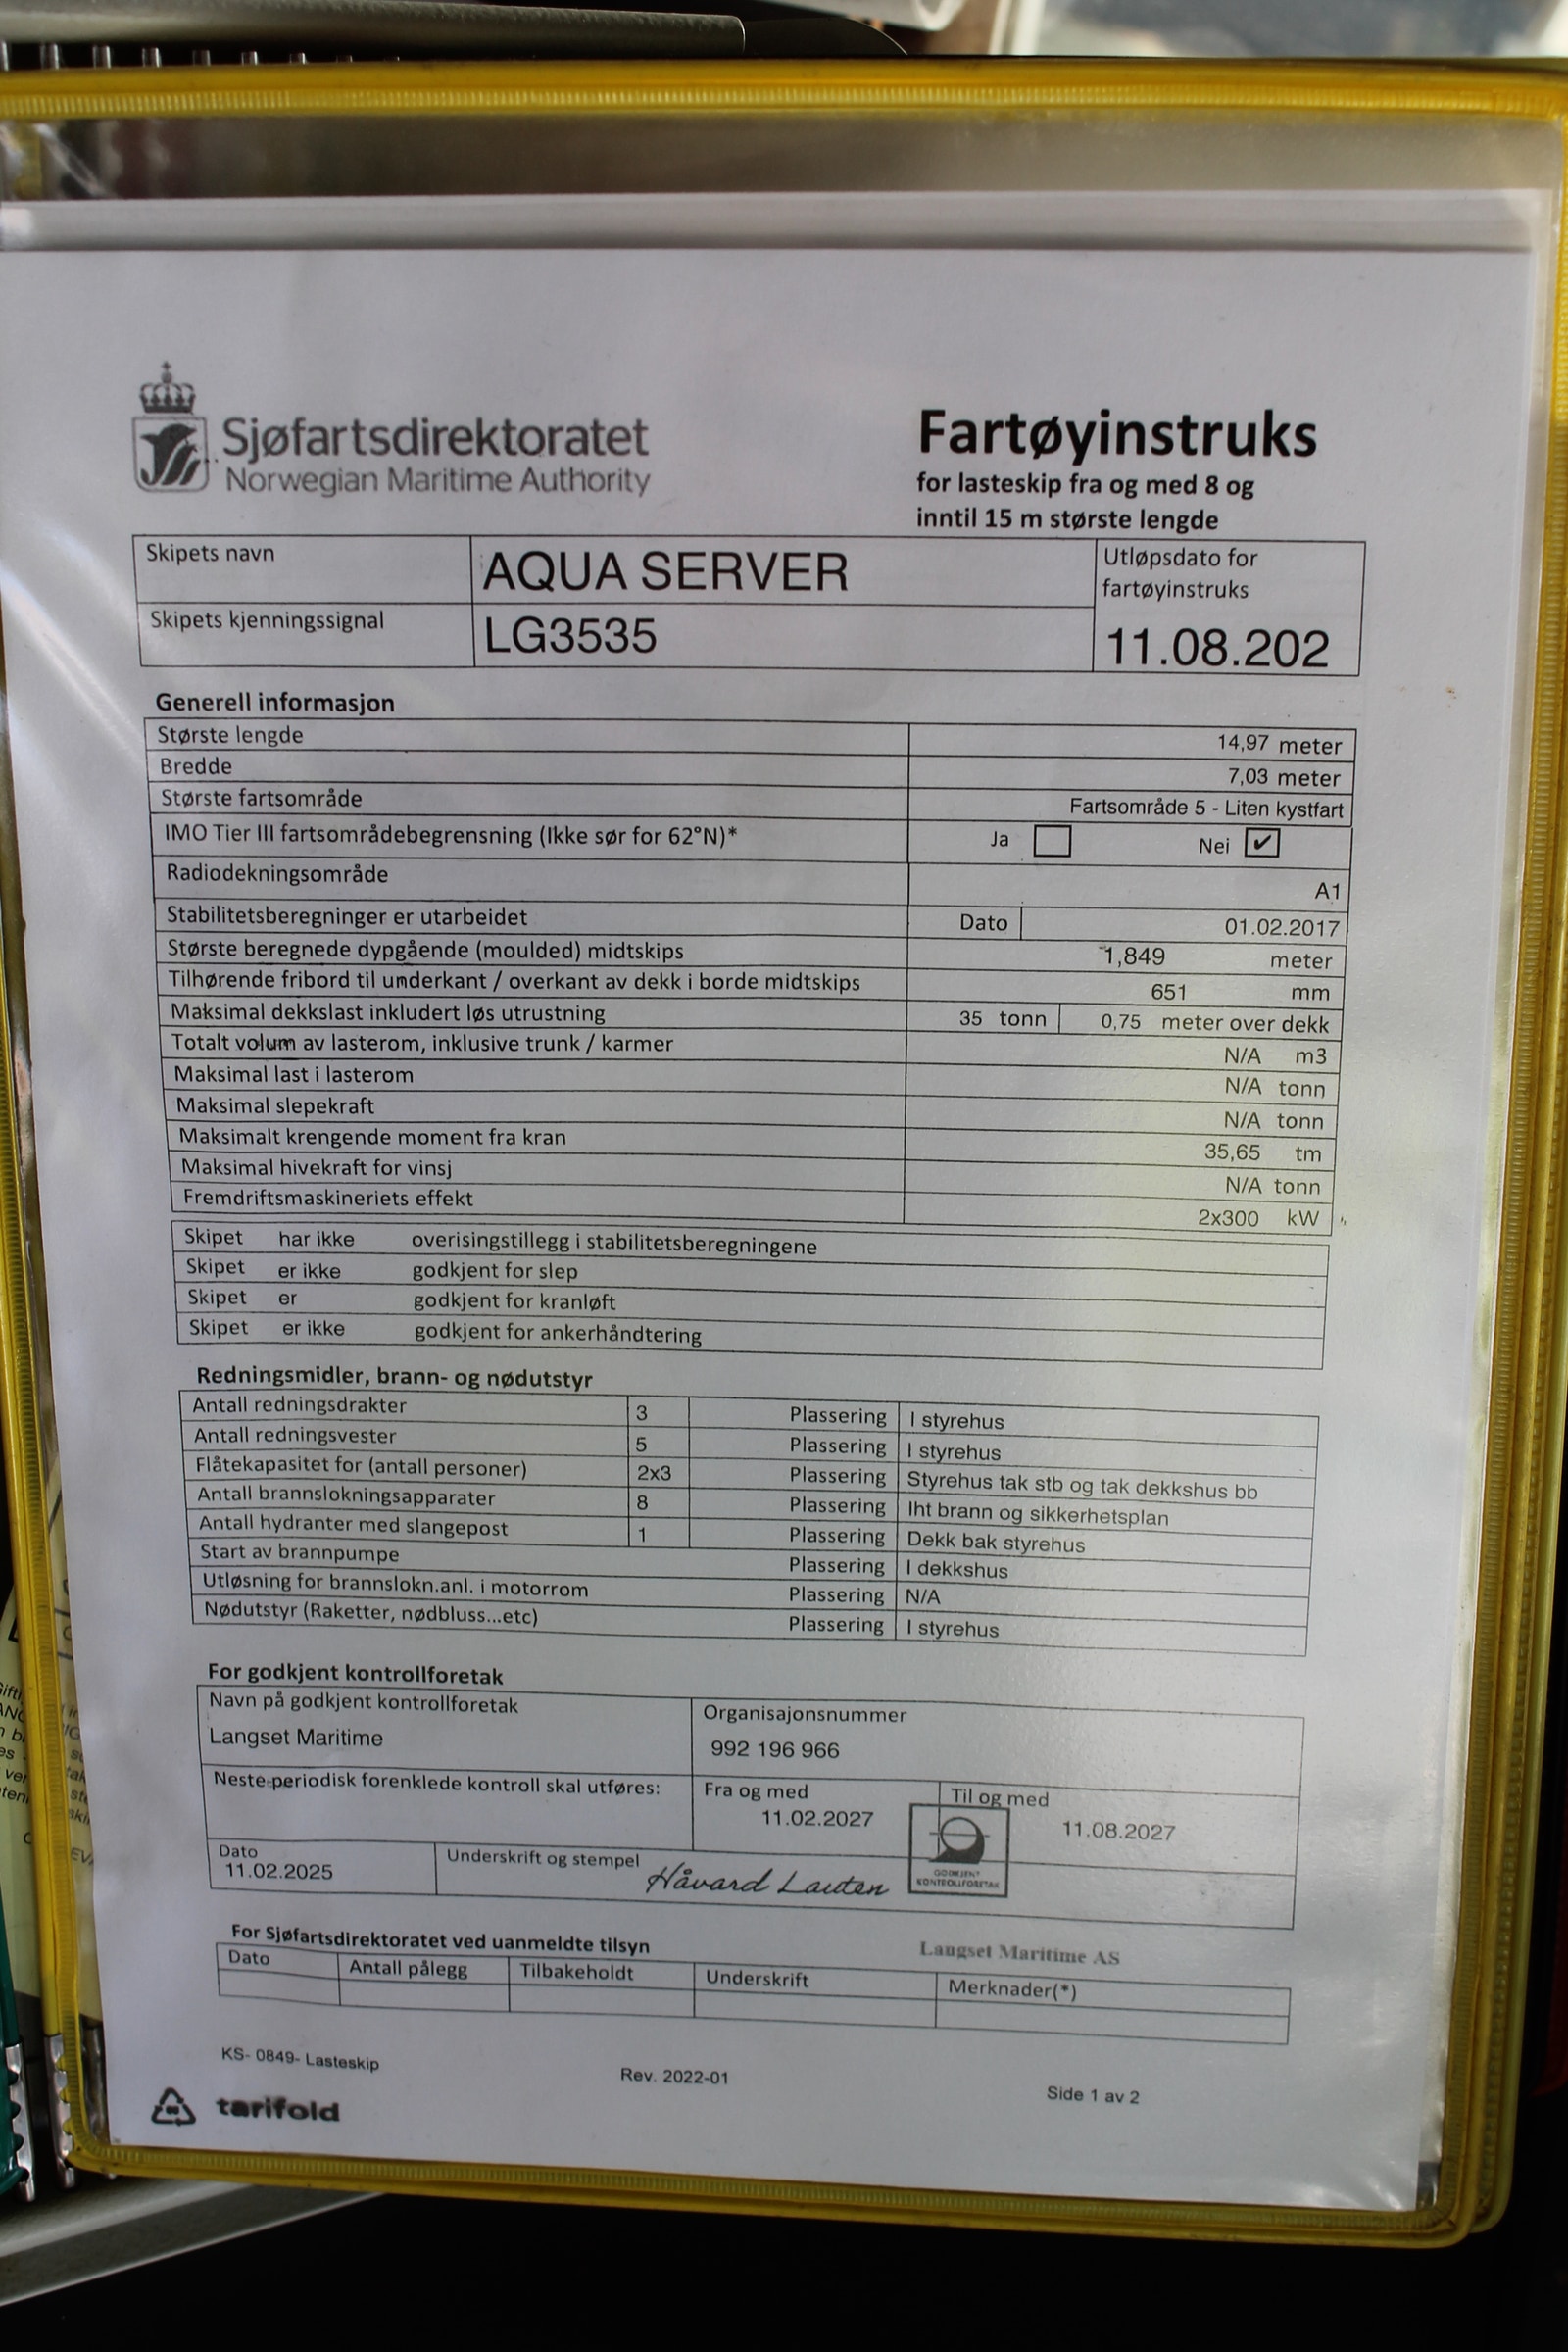 Sjøfartsdirektoratet
Norwegian Maritime Authority
Fartøyinstruks
for lasteskip fra og med 8 og
inntil 15 m største lengde
Skipets navn AQUA SERVER
Utløpsdato for
fartøyinstruks
Skipets kjenningssignal LG3535
11.08.202
Generell informasjon
Største lengde 14,97 meter
Bredde 7,03 meter
Største fartsområde Fartsområde 5 - Liten kystfart
IMO Tier III fartsområdebegrensning (Ikke sør for 62°N)* Ja Nei ✔
Radiodekningsområde A1
Stabilitetsberegninger er utarbeidet Dato 01.02.2017
Største beregnede dypgående (moulded) midtskips 1,849 meter
Tilhørende fribord til underkant / overkant av dekk i borde midtskips 651 mm
Maksimal dekkslast inkludert løs utrustning 35 tonn 0,75 meter over dekk
Totalt volum av lasterom, inklusive trunk / karmer N/A m3
Maksimal last i lasterom N/A tonn
Maksimal slepekraft N/A tonn
Maksimalt krengende moment fra kran 35,65 tm
Maksimal hivekraft for vinsj N/A tonn
Fremdriftsmaskineriets effekt 2x300 kW
Skipet har ikke overisingstillegg i stabilitetsberegningene
Skipet er ikke godkjent for slep
Skipet er godkjent for kranløft
Skipet er ikke godkjent for ankerhåndtering
Redningsmidler, brann- og nødutstyr
Antall redningsdrakter 3 Plassering I styrehus
Antall redningsvester 5 Plassering I styrehus
Flåtekapasitet for (antall personer) 2x3 Plassering Styrehus tak stb og tak dekkshus bb
Antall brannslokningsapparater 8 Plassering Iht brann og sikkerhetsplan
Antall hydranter med slangepost 1 Plassering Dekk bak styrehus
Start av brannpumpe Plassering I dekkshus
Utløsning for brannslokn.anl. i motorrom Plassering N/A
Nødutstyr (Raketter, nødbluss...etc) Plassering I styrehus
For godkjent kontrollforetak
Navn på godkjent kontrollforetak Organisajonsnummer
Langset Maritime 992 196 966
Neste periodisk forenklede kontroll skal utføres: Fra og med Til og med
11.02.2027 11.08.2027
Dato Underskrift og stempel
11.02.2025 Håvard Lauten
GODKJENT
KONTROLLFORETAK
For Sjøfartsdirektoratet ved uanmeldte tilsyn
Langset Maritime AS
Dato Antall pålegg Tilbakeholdt Underskrift Merknader(*)
KS- 0849- Lasteskip Rev. 2022-01 Side 1 av 2
tarifold